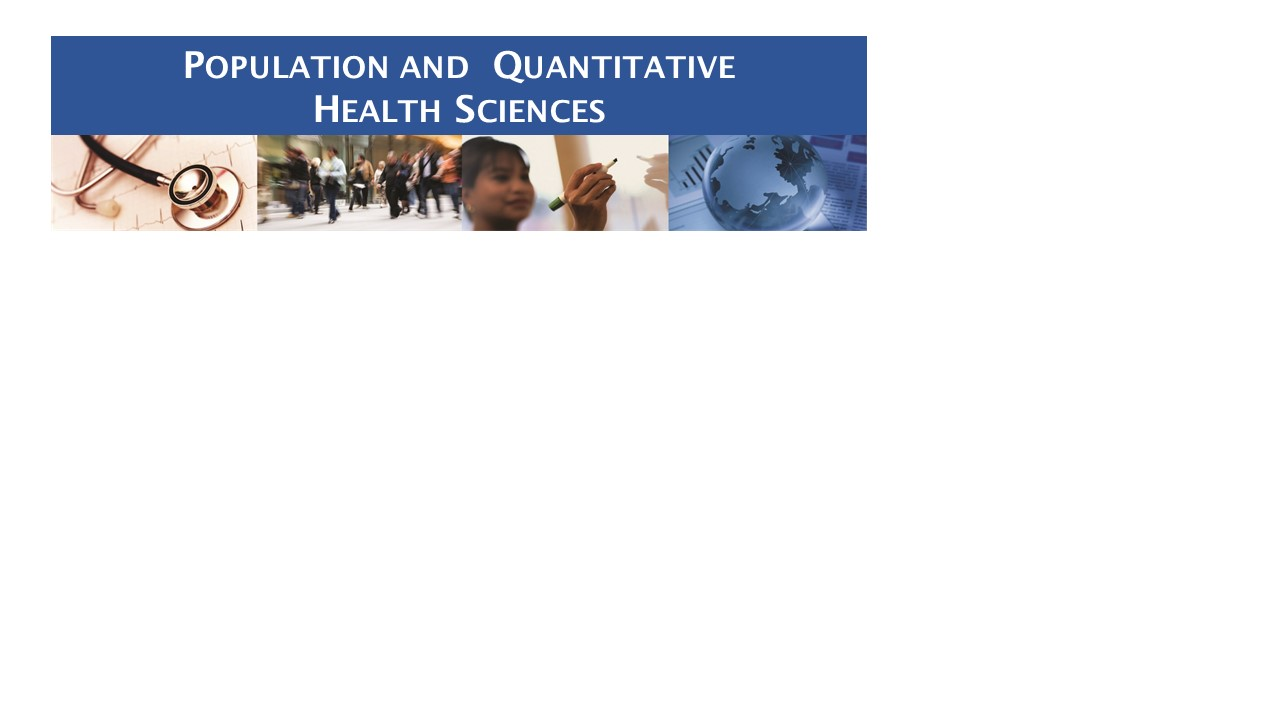 POPULATION AND  QUANTITATIVE
HEALTH SCIENCES